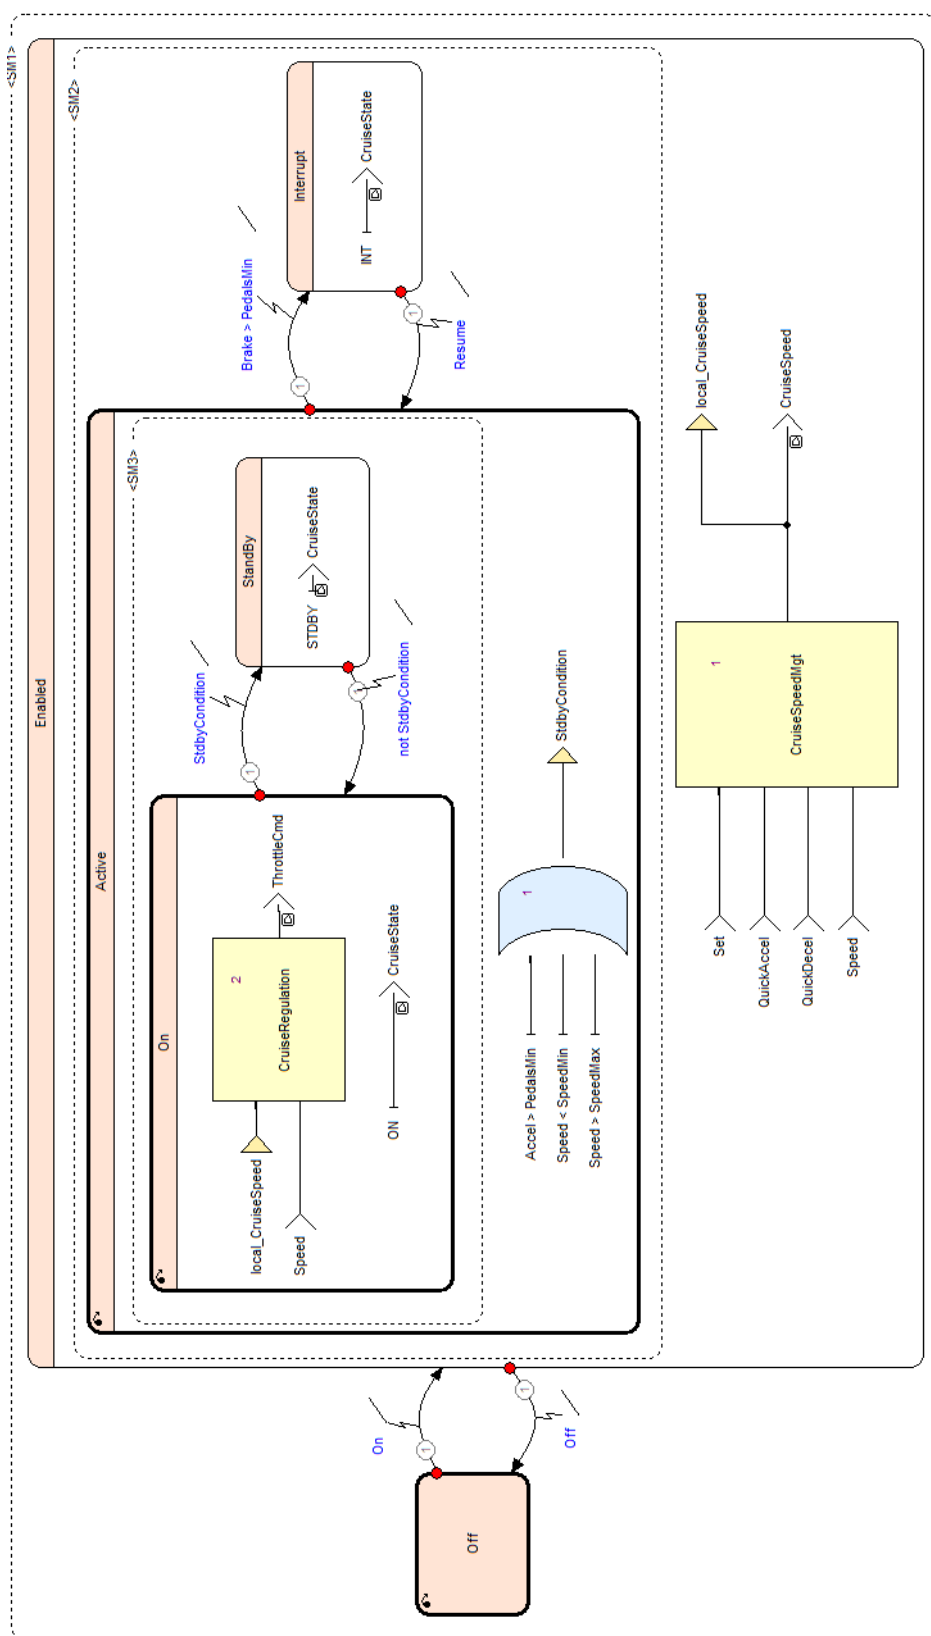 <SM1>
Enabled
<SM2>
Active
<SM3>
On
2
CruiseRegulation
local_CruiseSpeed
Speed
ThrottleCmd
ON
CruiseState
1
StdbyCondition
StandBy
STDBY
CruiseState
1
not StdbyCondition
1
Accel > PedalsMin
Speed < SpeedMin
Speed > SpeedMax
StdbyCondition
1
Brake > PedalsMin
Interrupt
INT
CruiseState
1
Resume
1
CruiseSpeedMgt
Set
QuickAccel
QuickDecel
Speed
local_CruiseSpeed
CruiseSpeed
Off
1
On
1
Off